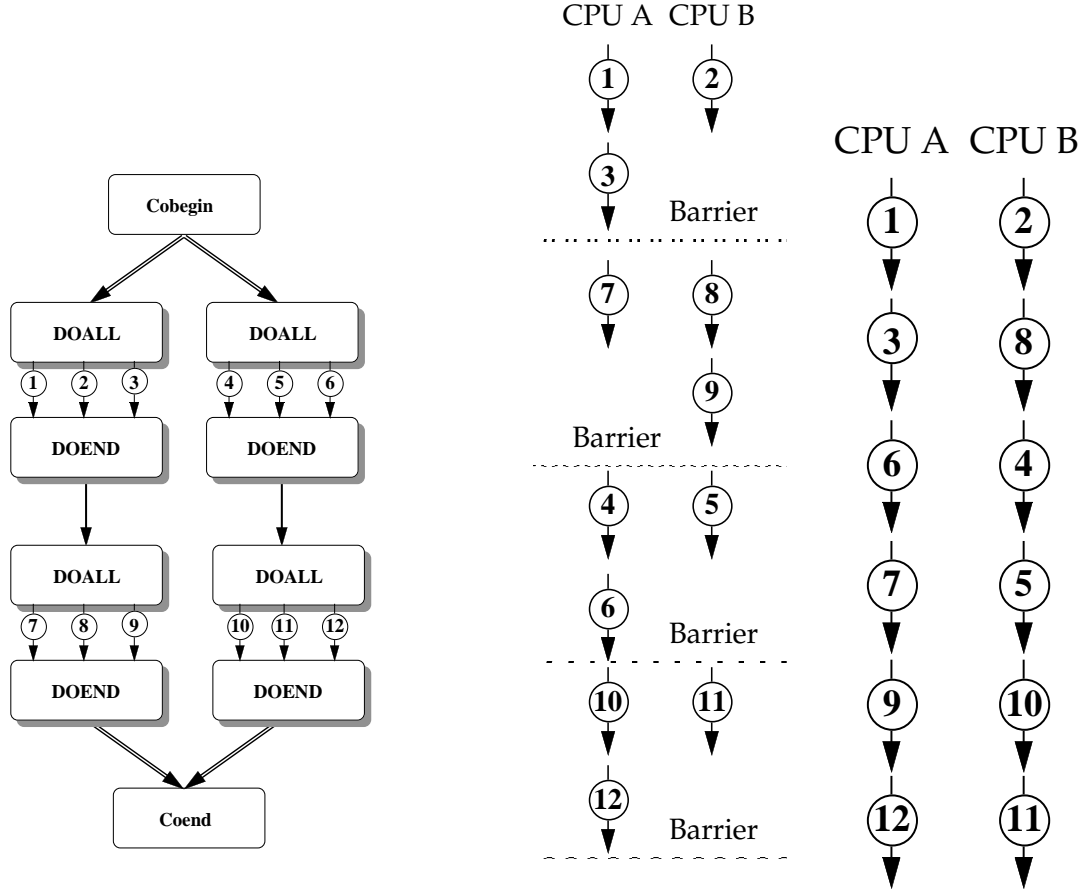 Cobegin
DOALL
DOALL
1 2 3
4 5 6
DOEND
DOEND
DOALL
DOALL
7 8 9
10 11 12
DOEND
DOEND
Coend
CPU A CPU B
1 2
3
Barrier
7 8
9
Barrier
4 5
6
Barrier
10 11
12
Barrier
CPU A CPU B
1 2
3 8
6 4
7 5
9 10
12 11